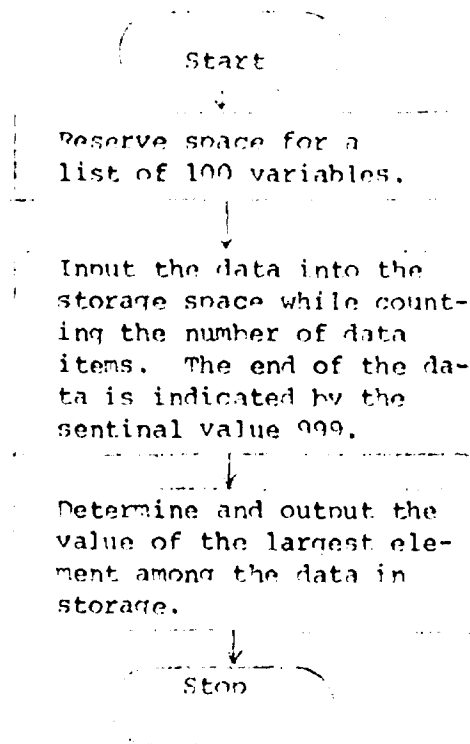 Start
Reserve space for a
list of 100 variables.
Input the data into the
storage space while count-
ing the number of data
items. The end of the da-
ta is indicated by the
sentinal value 999.
Determine and output the
value of the largest ele-
ment among the data in
storage.
Stop